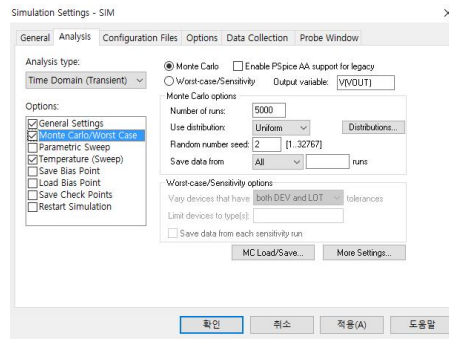 Simulation Settings - SIM
General Analysis Configuration Files Options Data Collection Probe Window
Analysis type:
Time Domain (Transient)
Options:
General Settings
Monte Carlo/Worst Case
Parametric Sweep
Temperature (Sweep)
Save Bias Point
Load Bias Point
Save Check Points
Restart Simulation
Monte Carlo Enable PSpice AA support for legacy
Worst-case/Sensitivity Output variable: V(VOUT)
Monte Carlo options
Number of runs: 5000
Use distribution: Uniform Distributions...
Random number seed: 2 [1..32767]
Save data from All runs
Worst-case/Sensitivity options
Vary devices that have both DEV and LOT tolerances
Limit devices to type(s):
Save data from each sensitivity run
MC Load/Save... More Settings...
확인 취소 적용(A) 도움말